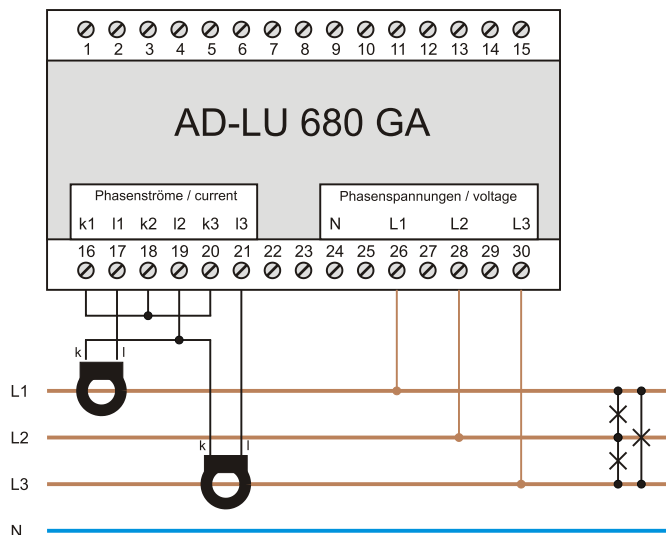 1 2 3 4 5 6 7 8 9 10 11 12 13 14 15
AD-LU 680 GA
Phasenströme / current
k1 l1 k2 l2 k3 l3
Phasenspannungen / voltage
N L1 L2 L3
16 17 18 19 20 21 22 23 24 25 26 27 28 29 30
k l
L1
L2
k l
L3
N